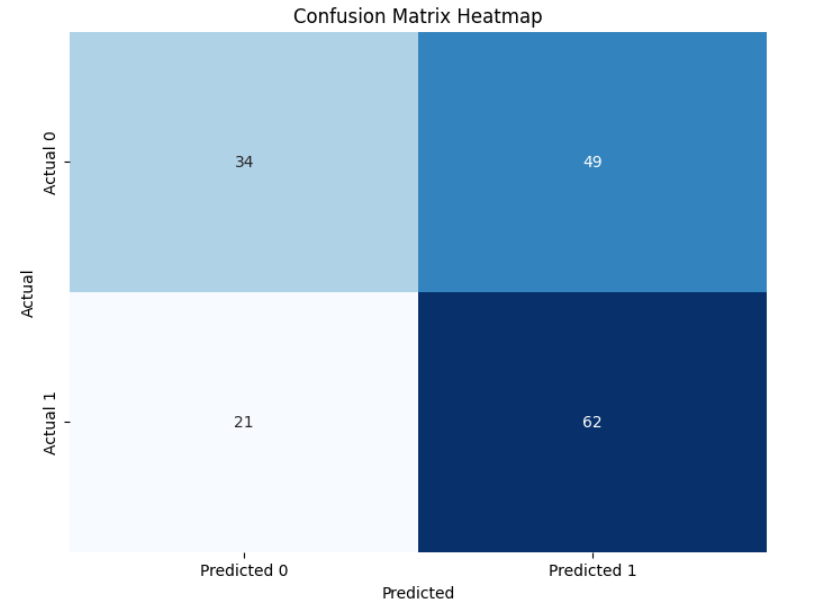 Confusion Matrix Heatmap
Actual 0
34
49
Actual
Actual 1
21
62
Predicted 0
Predicted 1
Predicted